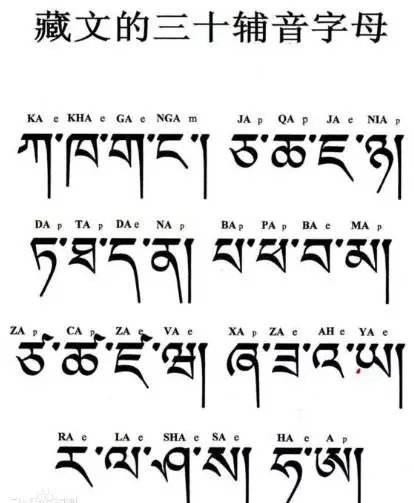 藏文的三十辅音字母
KA e KHA e GA e NGA m JA p QA p JA e NIA p
ཀ་ཁ་ག་ང། ཅ་ཆ་ཇ་ཉ།
DA p TA p DA e NA p BA p PA p BA e MA p
ཏ་ཐ་ད་ན། པ་ཕ་བ་མ།
ZA p CA p ZA e VA e XA p ZA e AH e YA e
ཙ་ཚ་ཛ་ཝ། ཞ་ཟ་འ་ཡ།
RA e LA e SHA e SA e HA e A p
ར་ལ་ཤ་ས། ཧ་ཨ།